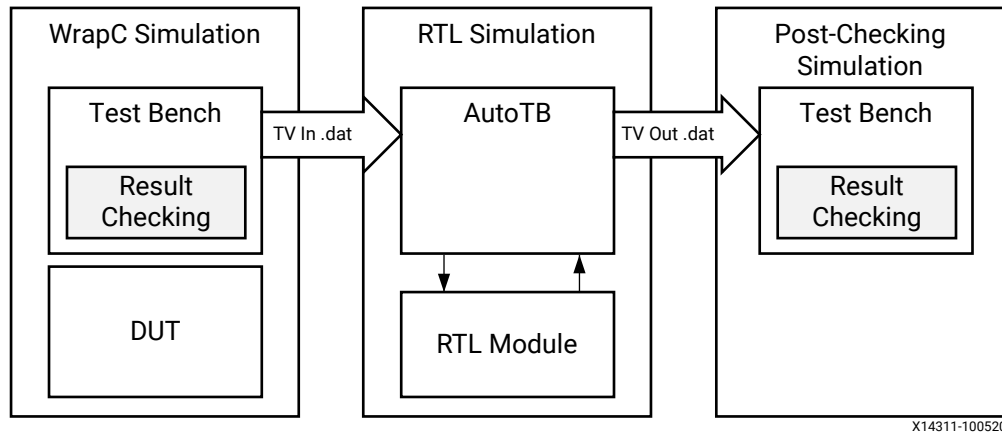 WrapC Simulation
Test Bench
Result
Checking
DUT
TV In .dat
RTL Simulation
AutoTB
RTL Module
TV Out .dat
Post-Checking
Simulation
Test Bench
Result
Checking
X14311-100520